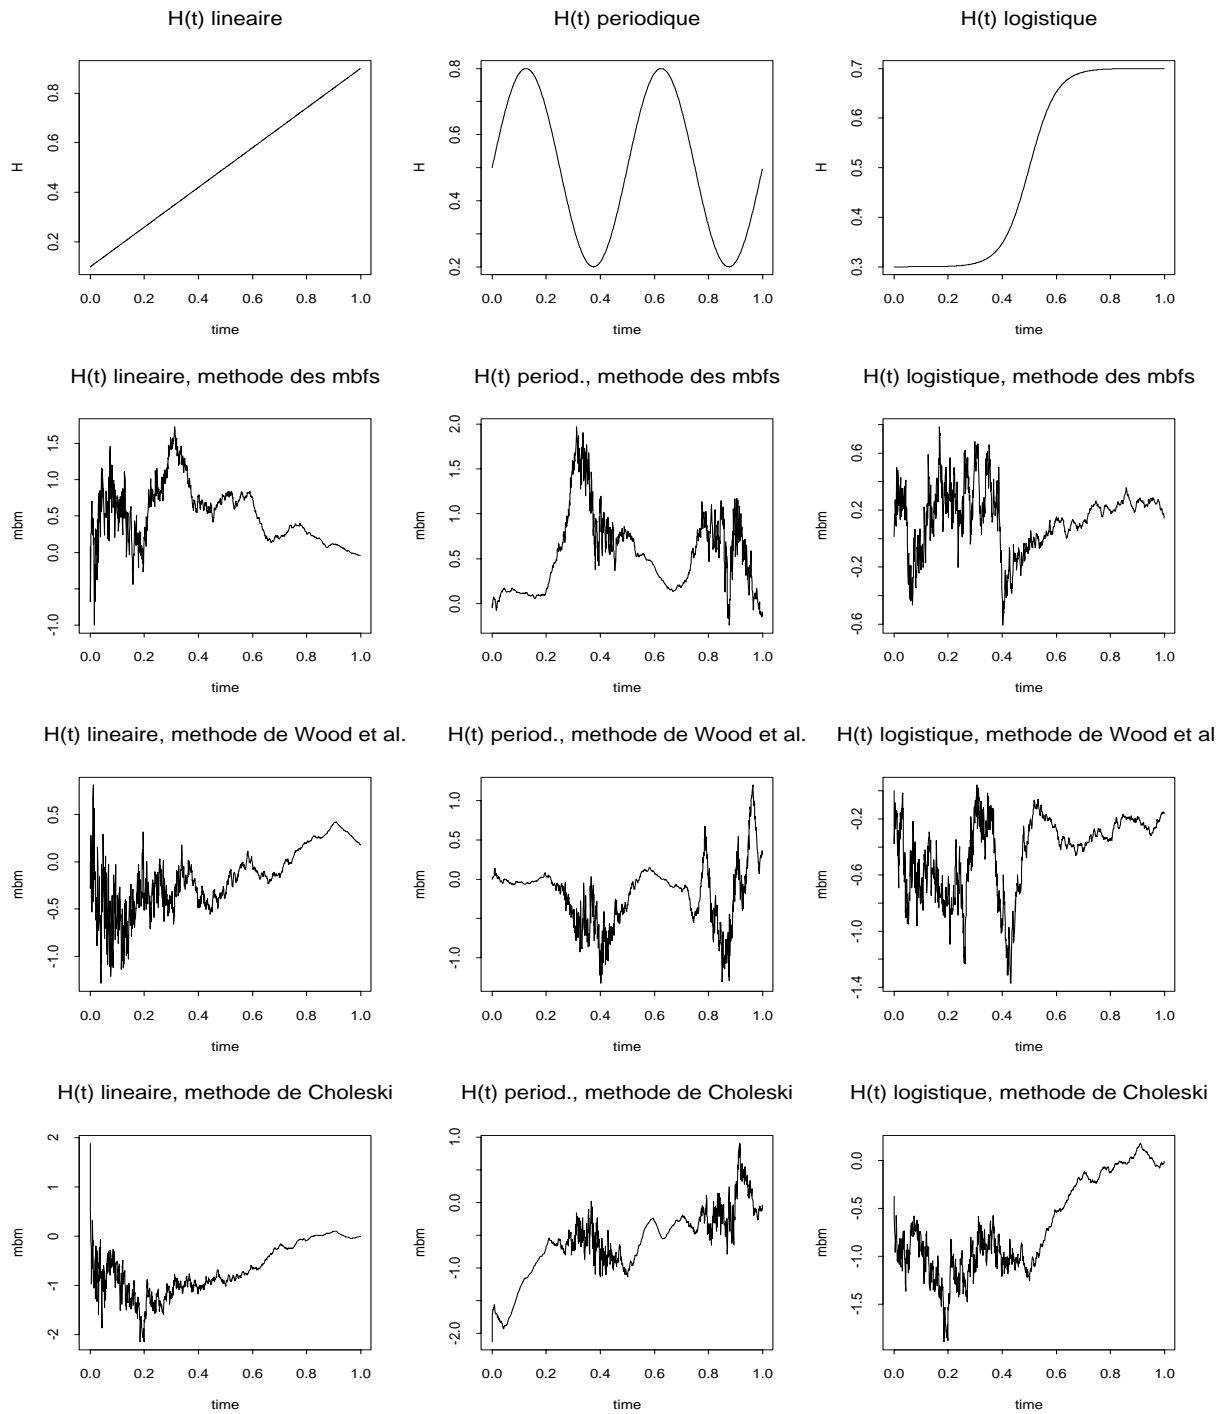 H(t) lineaire
H(t) periodique
H(t) logistique
H
0.2 0.4 0.6 0.8
0.0 0.2 0.4 0.6 0.8 1.0
time
H
0.2 0.4 0.6 0.8
0.0 0.2 0.4 0.6 0.8 1.0
time
H
0.3 0.4 0.5 0.6 0.7
0.0 0.2 0.4 0.6 0.8 1.0
time
H(t) lineaire, methode des mbfs
H(t) period., methode des mbfs
H(t) logistique, methode des mbfs
mbm
-1.0 0.0 0.5 1.0 1.5
0.0 0.2 0.4 0.6 0.8 1.0
time
mbm
0.0 0.5 1.0 1.5 2.0
0.0 0.2 0.4 0.6 0.8 1.0
time
mbm
-0.6 -0.2 0.2 0.6
0.0 0.2 0.4 0.6 0.8 1.0
time
H(t) lineaire, methode de Wood et al.
H(t) period., methode de Wood et al.
H(t) logistique, methode de Wood et al
mbm
-1.0 -0.5 0.0 0.5
0.0 0.2 0.4 0.6 0.8 1.0
time
mbm
-1.0 0.0 0.5 1.0
0.0 0.2 0.4 0.6 0.8 1.0
time
mbm
-1.4 -1.0 -0.6 -0.2
0.0 0.2 0.4 0.6 0.8 1.0
time
H(t) lineaire, methode de Choleski
H(t) period., methode de Choleski
H(t) logistique, methode de Choleski
mbm
-2 -1 0 1 2
0.0 0.2 0.4 0.6 0.8 1.0
time
mbm
-2.0 -1.0 0.0 1.0
0.0 0.2 0.4 0.6 0.8 1.0
time
mbm
-1.5 -1.0 -0.5 0.0
0.0 0.2 0.4 0.6 0.8 1.0
time